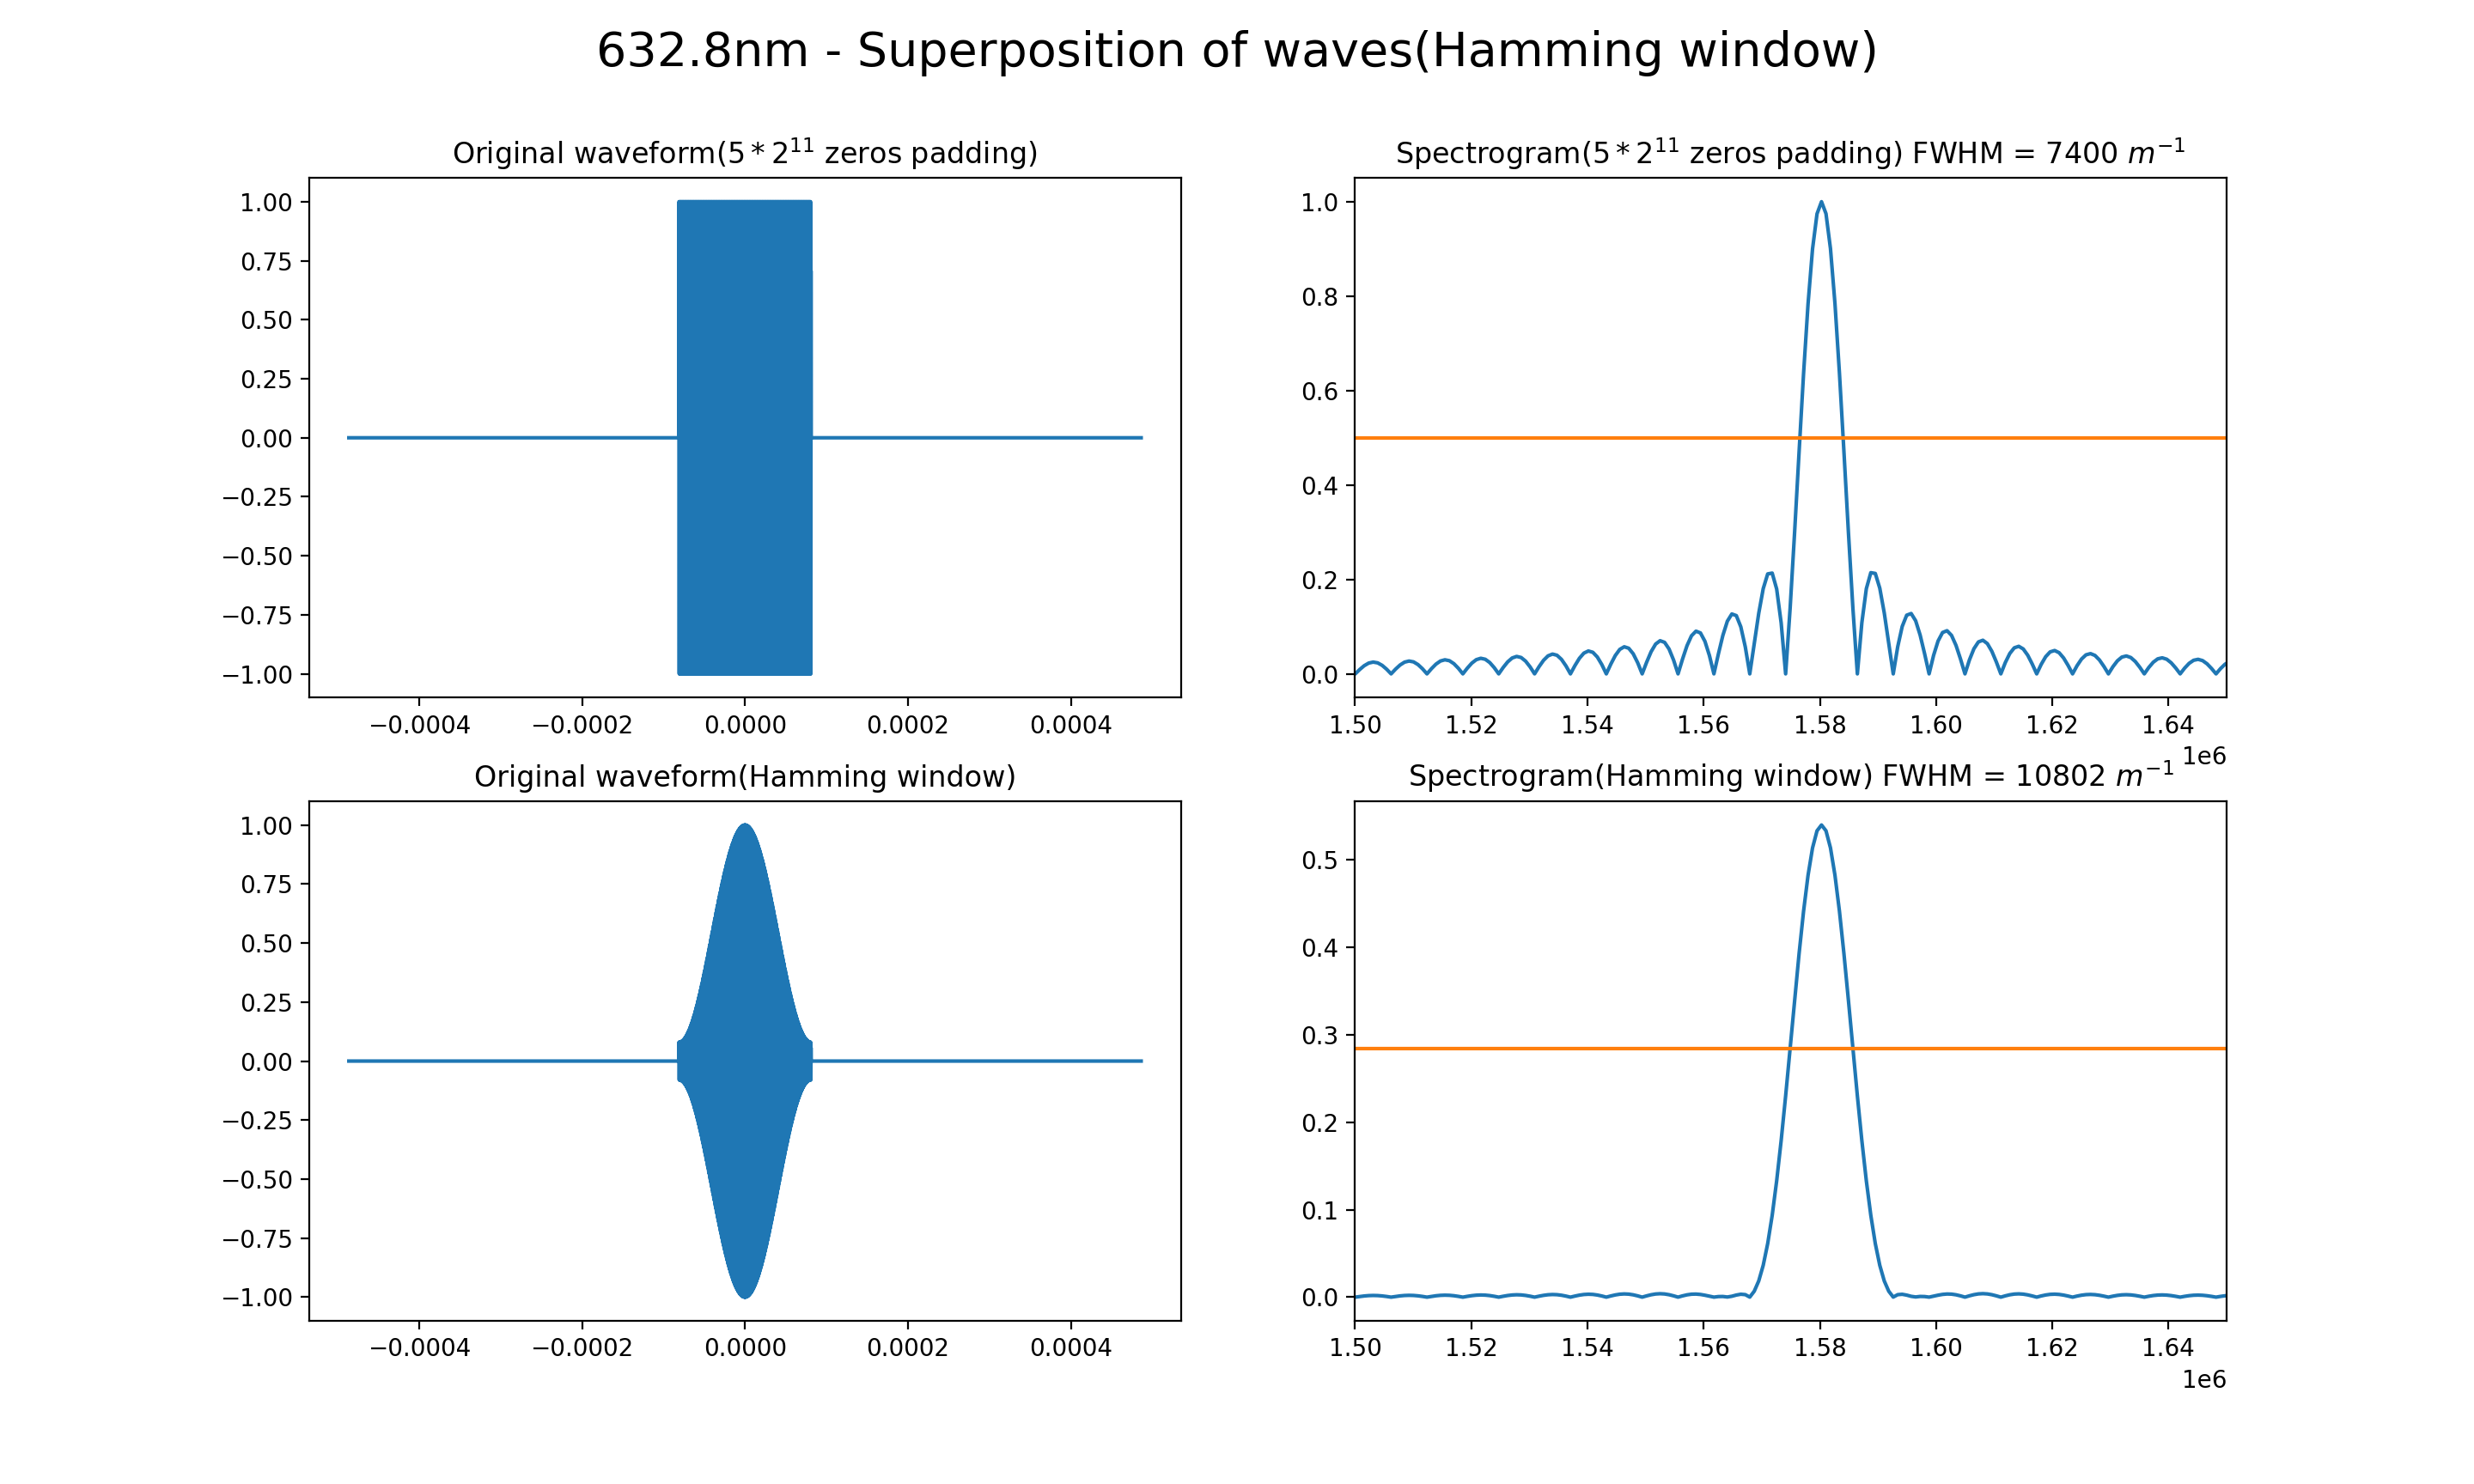 632.8nm - Superposition of waves(Hamming window)
Original waveform(5 * 2¹¹ zeros padding)
1.00
0.75
0.50
0.25
0.00
−0.25
−0.50
−0.75
−1.00
−0.0004 −0.0002 0.0000 0.0002 0.0004
Spectrogram(5 * 2¹¹ zeros padding) FWHM = 7400 m⁻¹
1.0
0.8
0.6
0.4
0.2
0.0
1.50 1.52 1.54 1.56 1.58 1.60 1.62 1.64
1e6
Original waveform(Hamming window)
1.00
0.75
0.50
0.25
0.00
−0.25
−0.50
−0.75
−1.00
−0.0004 −0.0002 0.0000 0.0002 0.0004
Spectrogram(Hamming window) FWHM = 10802 m⁻¹
0.5
0.4
0.3
0.2
0.1
0.0
1.50 1.52 1.54 1.56 1.58 1.60 1.62 1.64
1e6